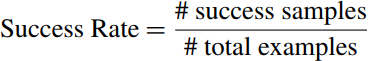 Success Rate = # success samples / # total examples